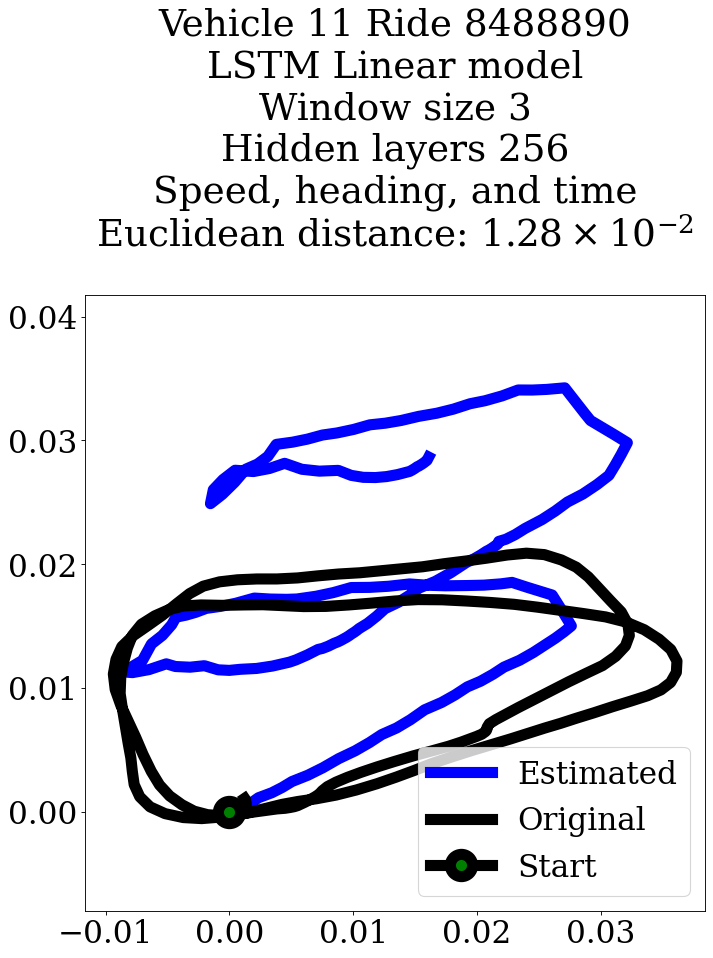 Vehicle 11 Ride 8488890
LSTM Linear model
Window size 3
Hidden layers 256
Speed, heading, and time
Euclidean distance: 1.28 × 10⁻²
0.04
0.03
0.02
0.01
0.00
Estimated
Original
Start
−0.01 0.00 0.01 0.02 0.03